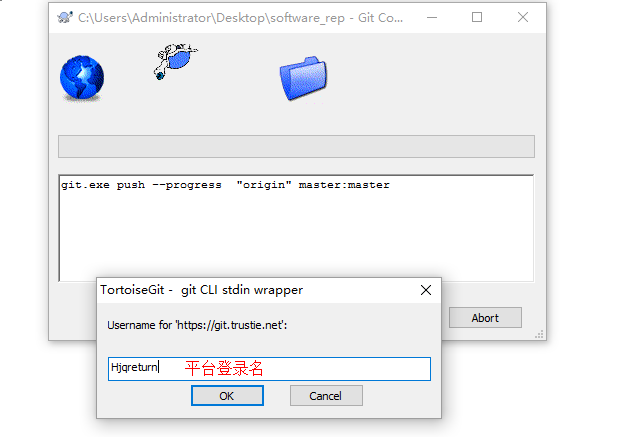 C:\Users\Administrator\Desktop\software_rep - Git Co...
git.exe push --progress  "origin" master:master
TortoiseGit -  git CLI stdin wrapper
Username for 'https://git.trustie.net':
Abort
Hjqreturn 平台登录名
OK Cancel